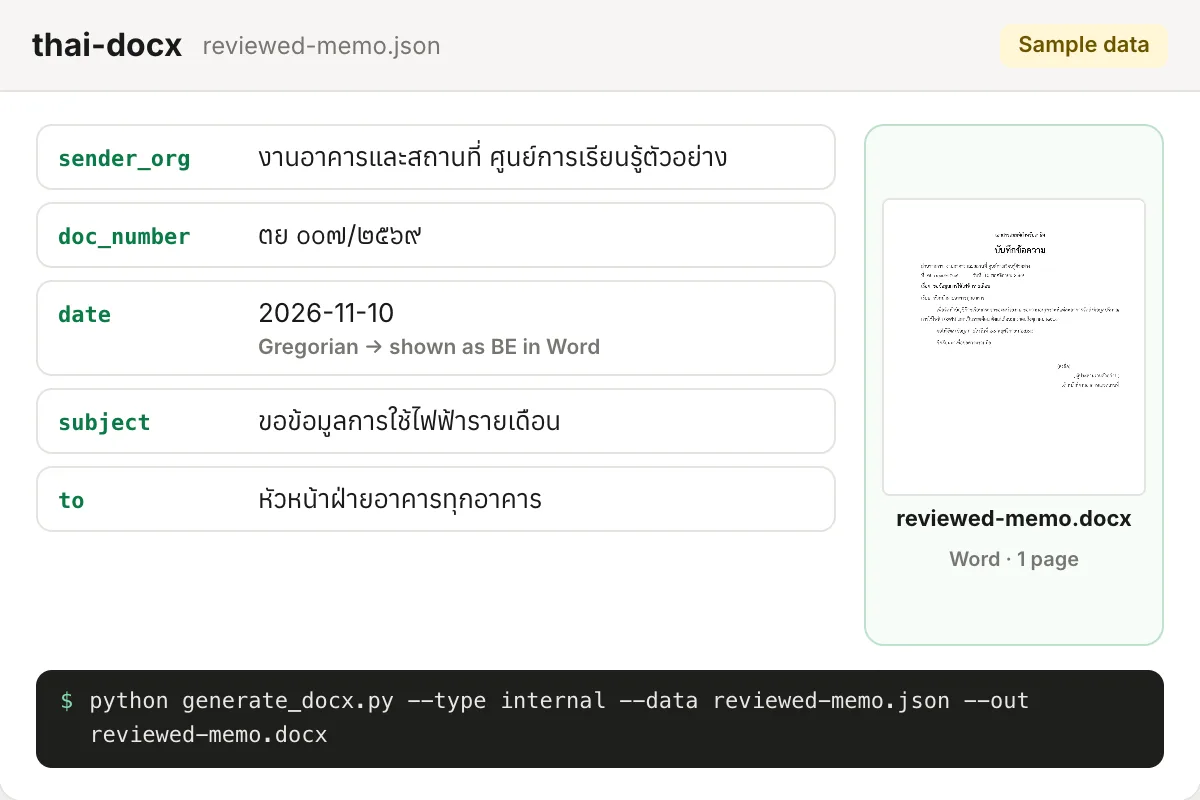 thai-docx
reviewed-memo.json
Sample data
sender_org
งานอาคารและสถานที่ ศูนย์การเรียนรู้ตัวอย่าง
doc_number
ตย ๐๐๗/๒๕๖๙
date
2026-11-10
Gregorian → shown as BE in Word
subject
ขอข้อมูลการใช้ไฟฟ้ารายเดือน
to
หัวหน้าฝ่ายอาคารทุกอาคาร
บันทึกข้อความ
reviewed-memo.docx
Word · 1 page
$ python generate_docx.py --type internal --data reviewed-memo.json --out
reviewed-memo.docx